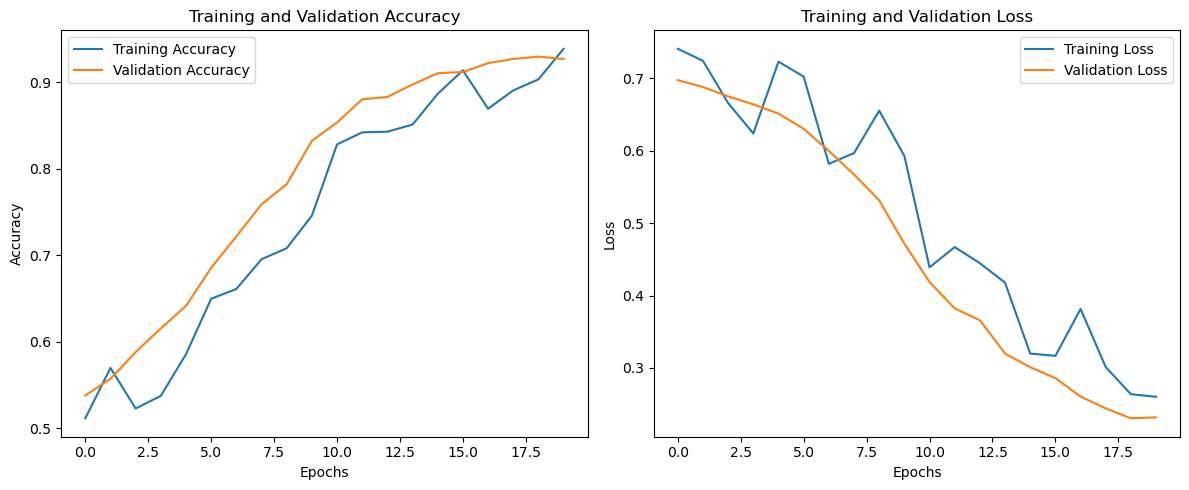 Training and Validation Accuracy
Training Accuracy
Validation Accuracy
0.9
0.8
0.7
0.6
0.5
Accuracy
0.0 2.5 5.0 7.5 10.0 12.5 15.0 17.5
Epochs
Training and Validation Loss
Training Loss
Validation Loss
0.7
0.6
0.5
0.4
0.3
Loss
0.0 2.5 5.0 7.5 10.0 12.5 15.0 17.5
Epochs